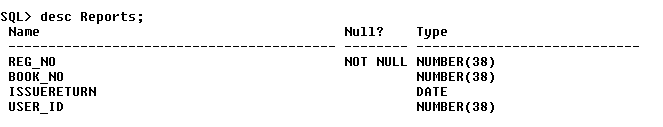 SQL> desc Reports;
Name Null? Type
----------------------------------------- -------- ----------------------------
REG_NO NOT NULL NUMBER(38)
BOOK_NO NUMBER(38)
ISSUERETURN DATE
USER_ID NUMBER(38)